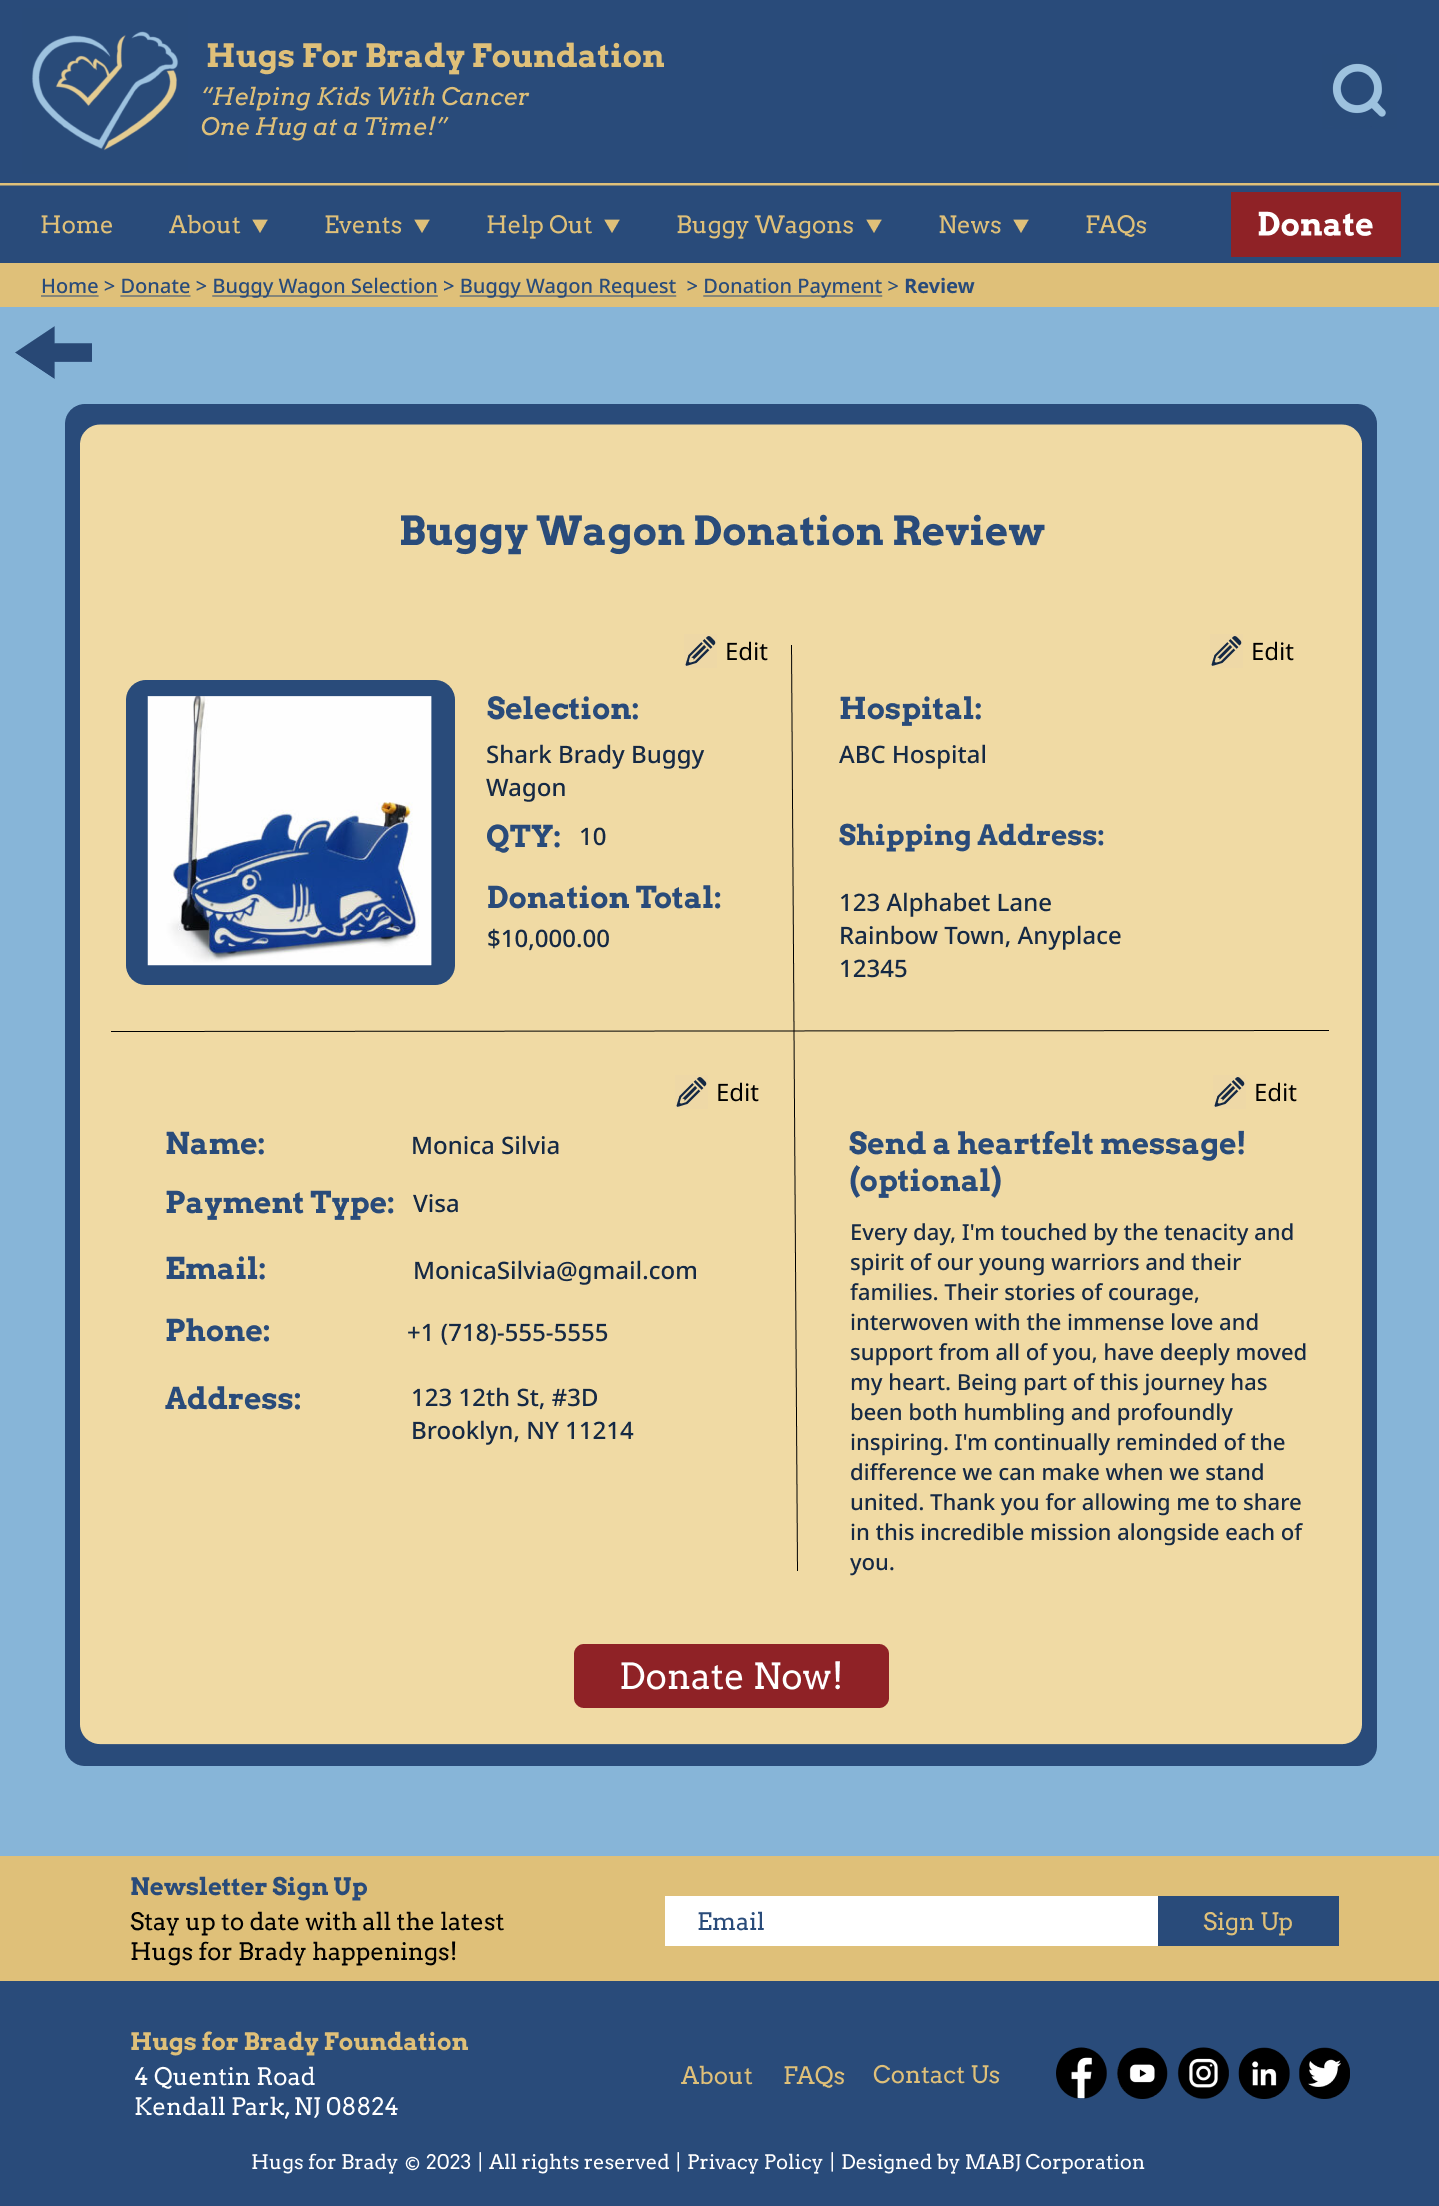 Hugs For Brady Foundation
“Helping Kids With Cancer
One Hug at a Time!”
Home About ▼ Events ▼ Help Out ▼ Buggy Wagons ▼ News ▼ FAQs Donate
Home > Donate > Buggy Wagon Selection > Buggy Wagon Request > Donation Payment > Review
Buggy Wagon Donation Review
Edit
Selection:
Shark Brady Buggy
Wagon
QTY: 10
Donation Total:
$10,000.00
Edit
Hospital:
ABC Hospital
Shipping Address:
123 Alphabet Lane
Rainbow Town, Anyplace
12345
Edit
Name: Monica Silvia
Payment Type: Visa
Email: MonicaSilvia@gmail.com
Phone: +1 (718)-555-5555
Address: 123 12th St, #3D
Brooklyn, NY 11214
Edit
Send a heartfelt message!
(optional)
Every day, I'm touched by the tenacity and
spirit of our young warriors and their
families. Their stories of courage,
interwoven with the immense love and
support from all of you, have deeply moved
my heart. Being part of this journey has
been both humbling and profoundly
inspiring. I'm continually reminded of the
difference we can make when we stand
united. Thank you for allowing me to share
in this incredible mission alongside each of
you.
Donate Now!
Newsletter Sign Up
Stay up to date with all the latest
Hugs for Brady happenings!
Email Sign Up
Hugs for Brady Foundation
4 Quentin Road
Kendall Park, NJ 08824
About FAQs Contact Us
Hugs for Brady © 2023 | All rights reserved | Privacy Policy | Designed by MABJ Corporation